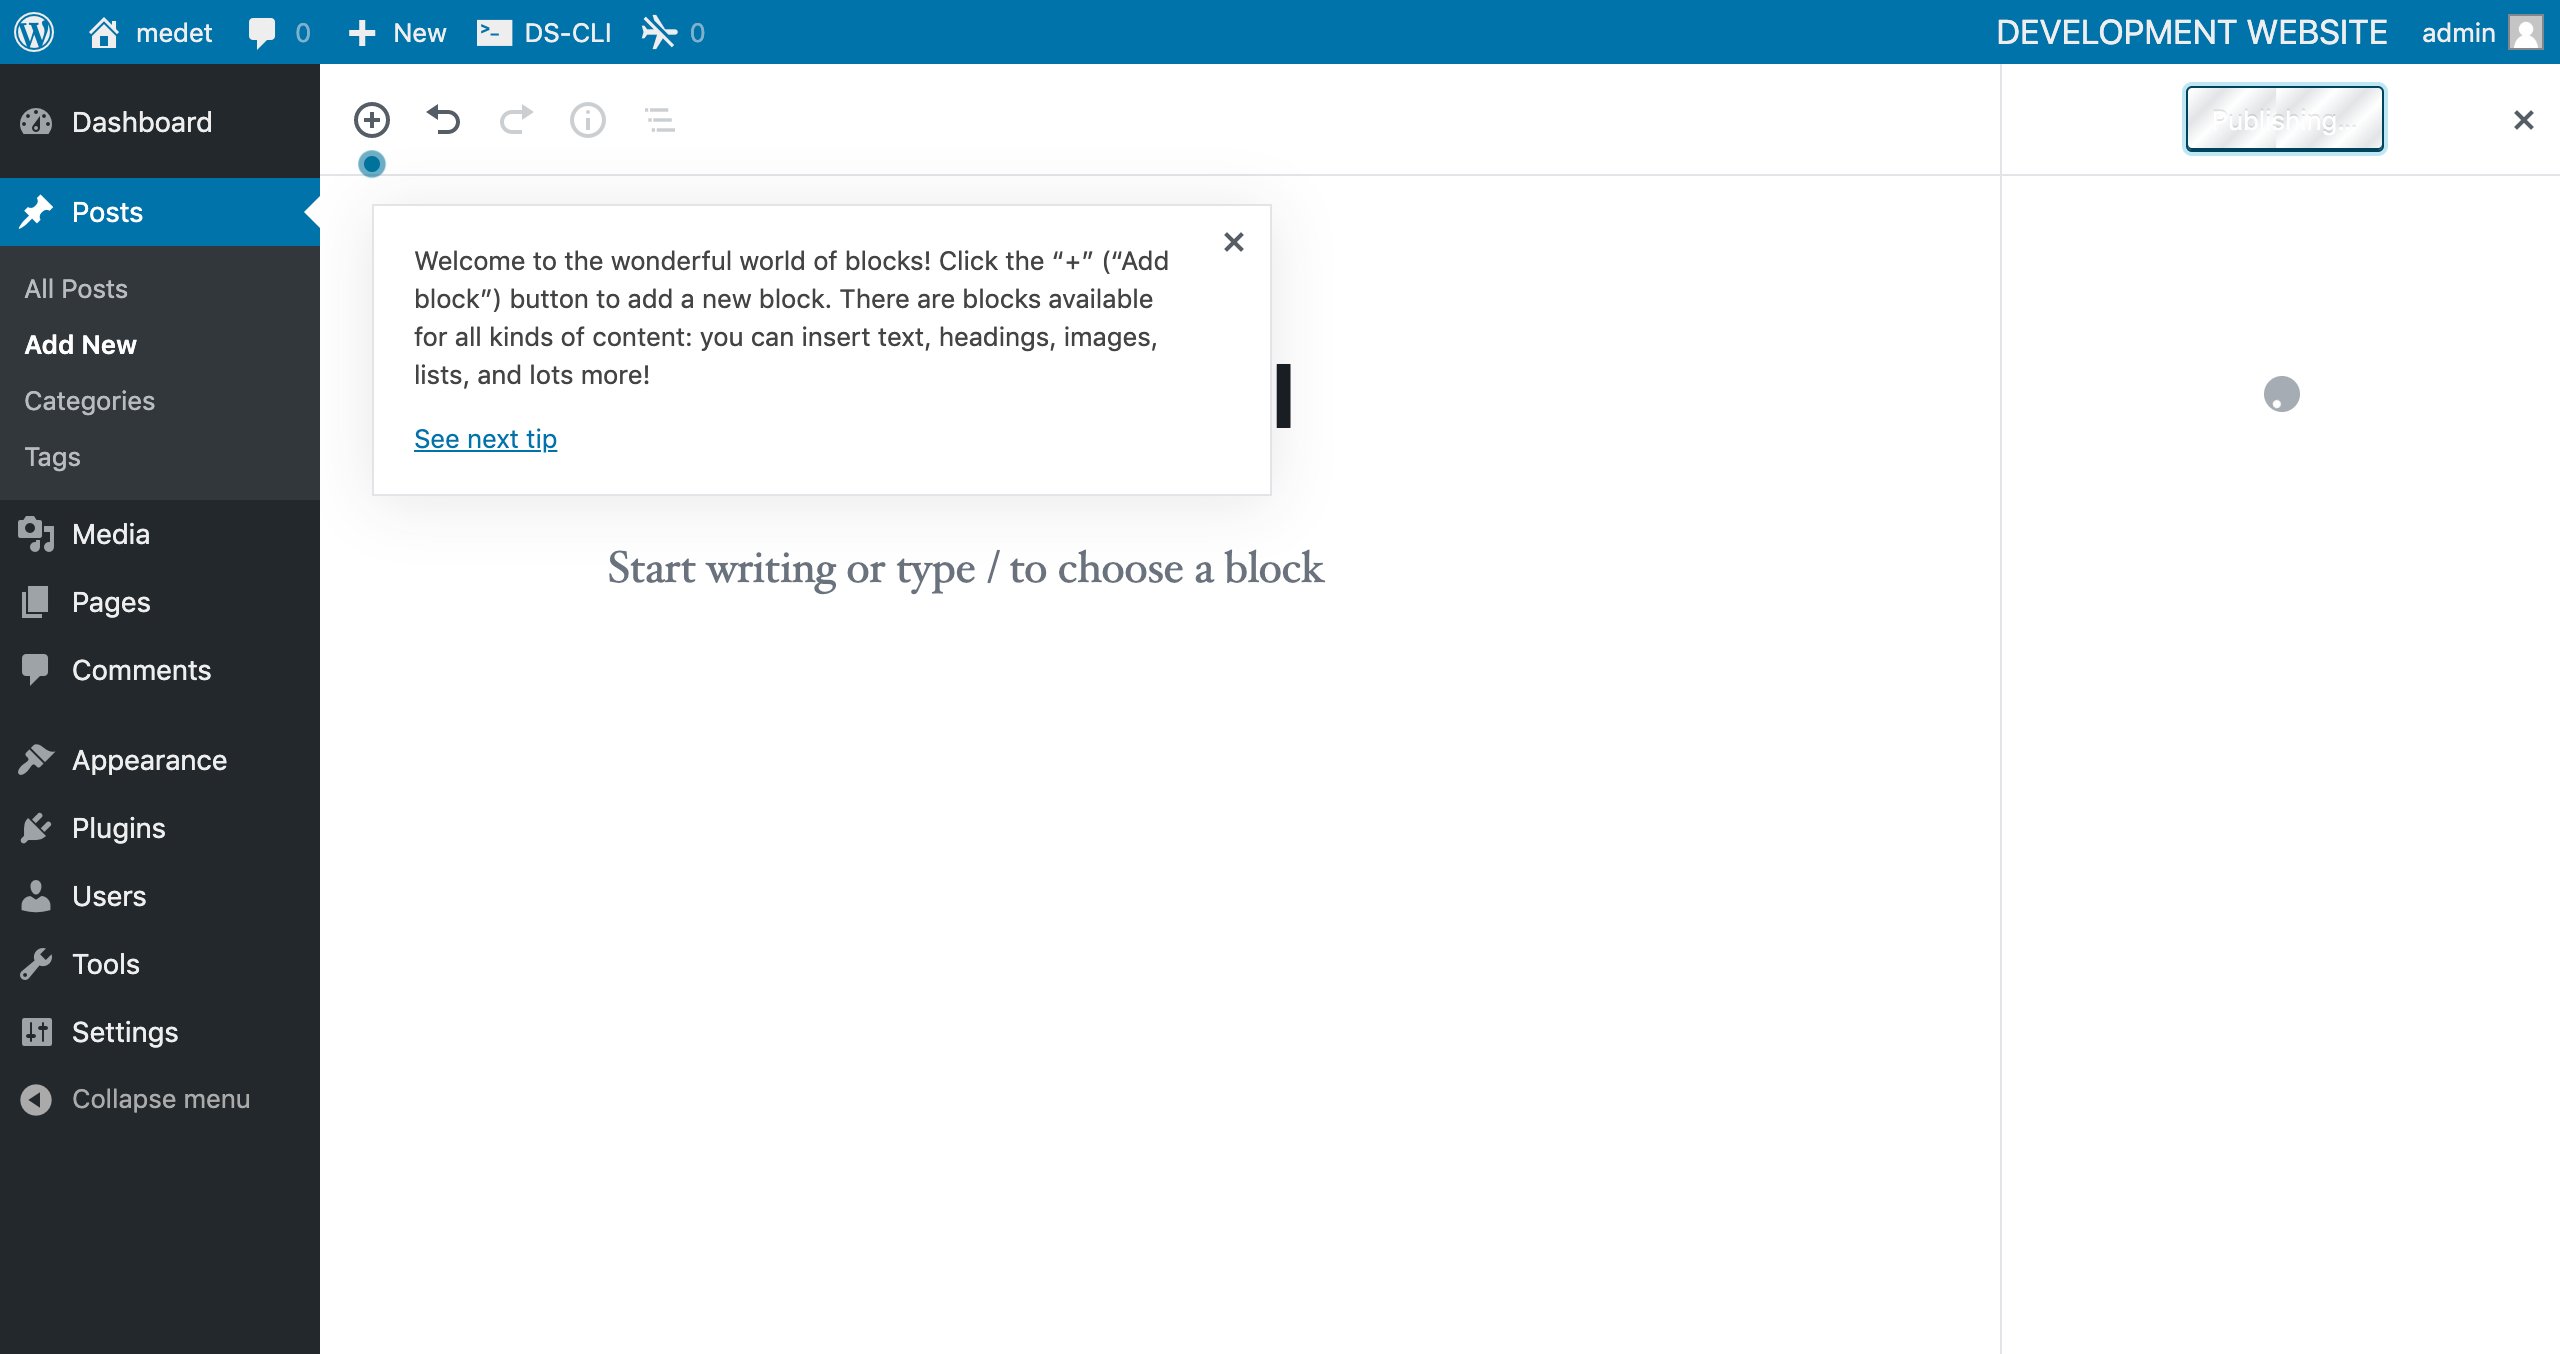 medet 0 New DS-CLI 0 DEVELOPMENT WEBSITE admin
Dashboard
Publishing...
Posts
All Posts
Add New
Categories
Tags
Media
Pages
Comments
Appearance
Plugins
Users
Tools
Settings
Collapse menu
Welcome to the wonderful world of blocks! Click the “+” (“Add
block”) button to add a new block. There are blocks available
for all kinds of content: you can insert text, headings, images,
lists, and lots more!
See next tip
Start writing or type / to choose a block